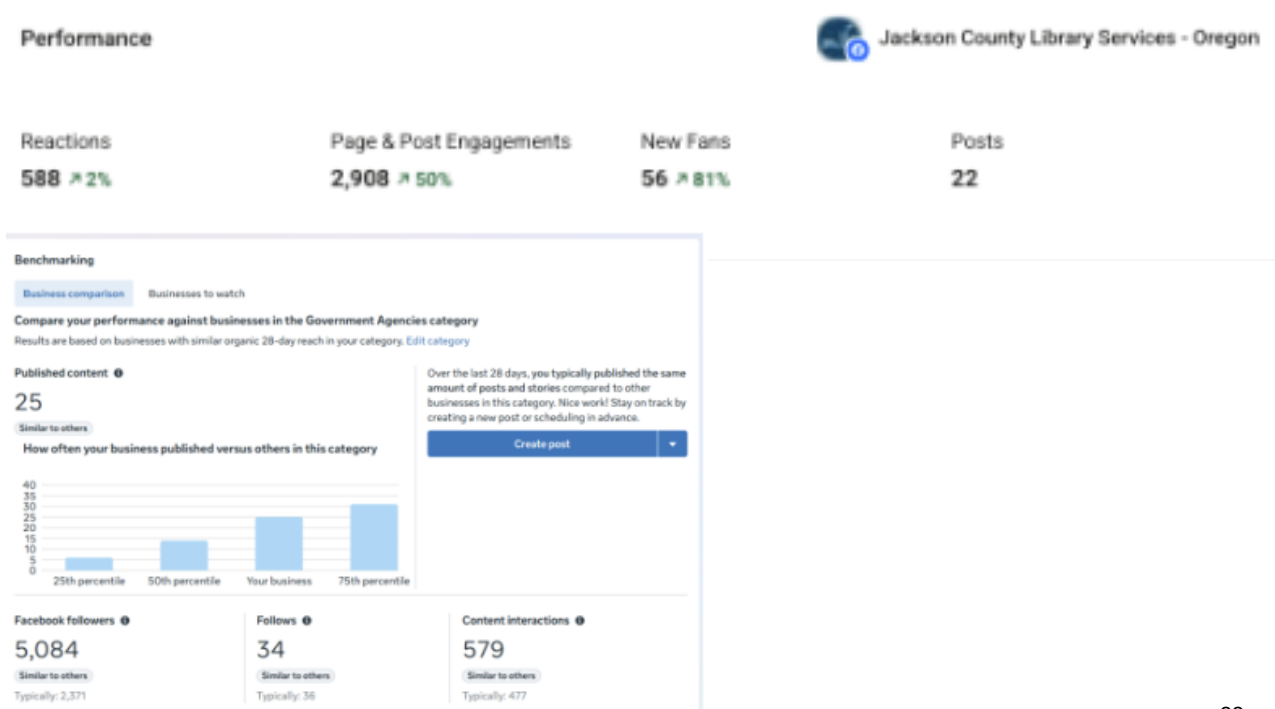 Performance
Jackson County Library Services - Oregon
Reactions
Page & Post Engagements
New Fans
Posts
588 ↗ 2%
2,908 ↗ 50%
56 ↗ 81%
22
Benchmarking
Business comparison
Businesses to watch
Compare your performance against businesses in the Government Agencies category
Results are based on businesses with similar organic 28-day reach in your category. Edit category
Published content
25
Similar to others
Over the last 28 days, you typically published the same
amount of posts and stories compared to other
businesses in this category. Nice work! Stay on track by
creating a new post or scheduling in advance.
Create post
How often your business published versus others in this category
40
35
30
25
20
15
10
5
0
25th percentile
50th percentile
Your business
75th percentile
Facebook followers
5,084
Similar to others
Typically: 2,371
Follows
34
Similar to others
Typically: 36
Content interactions
579
Similar to others
Typically: 477